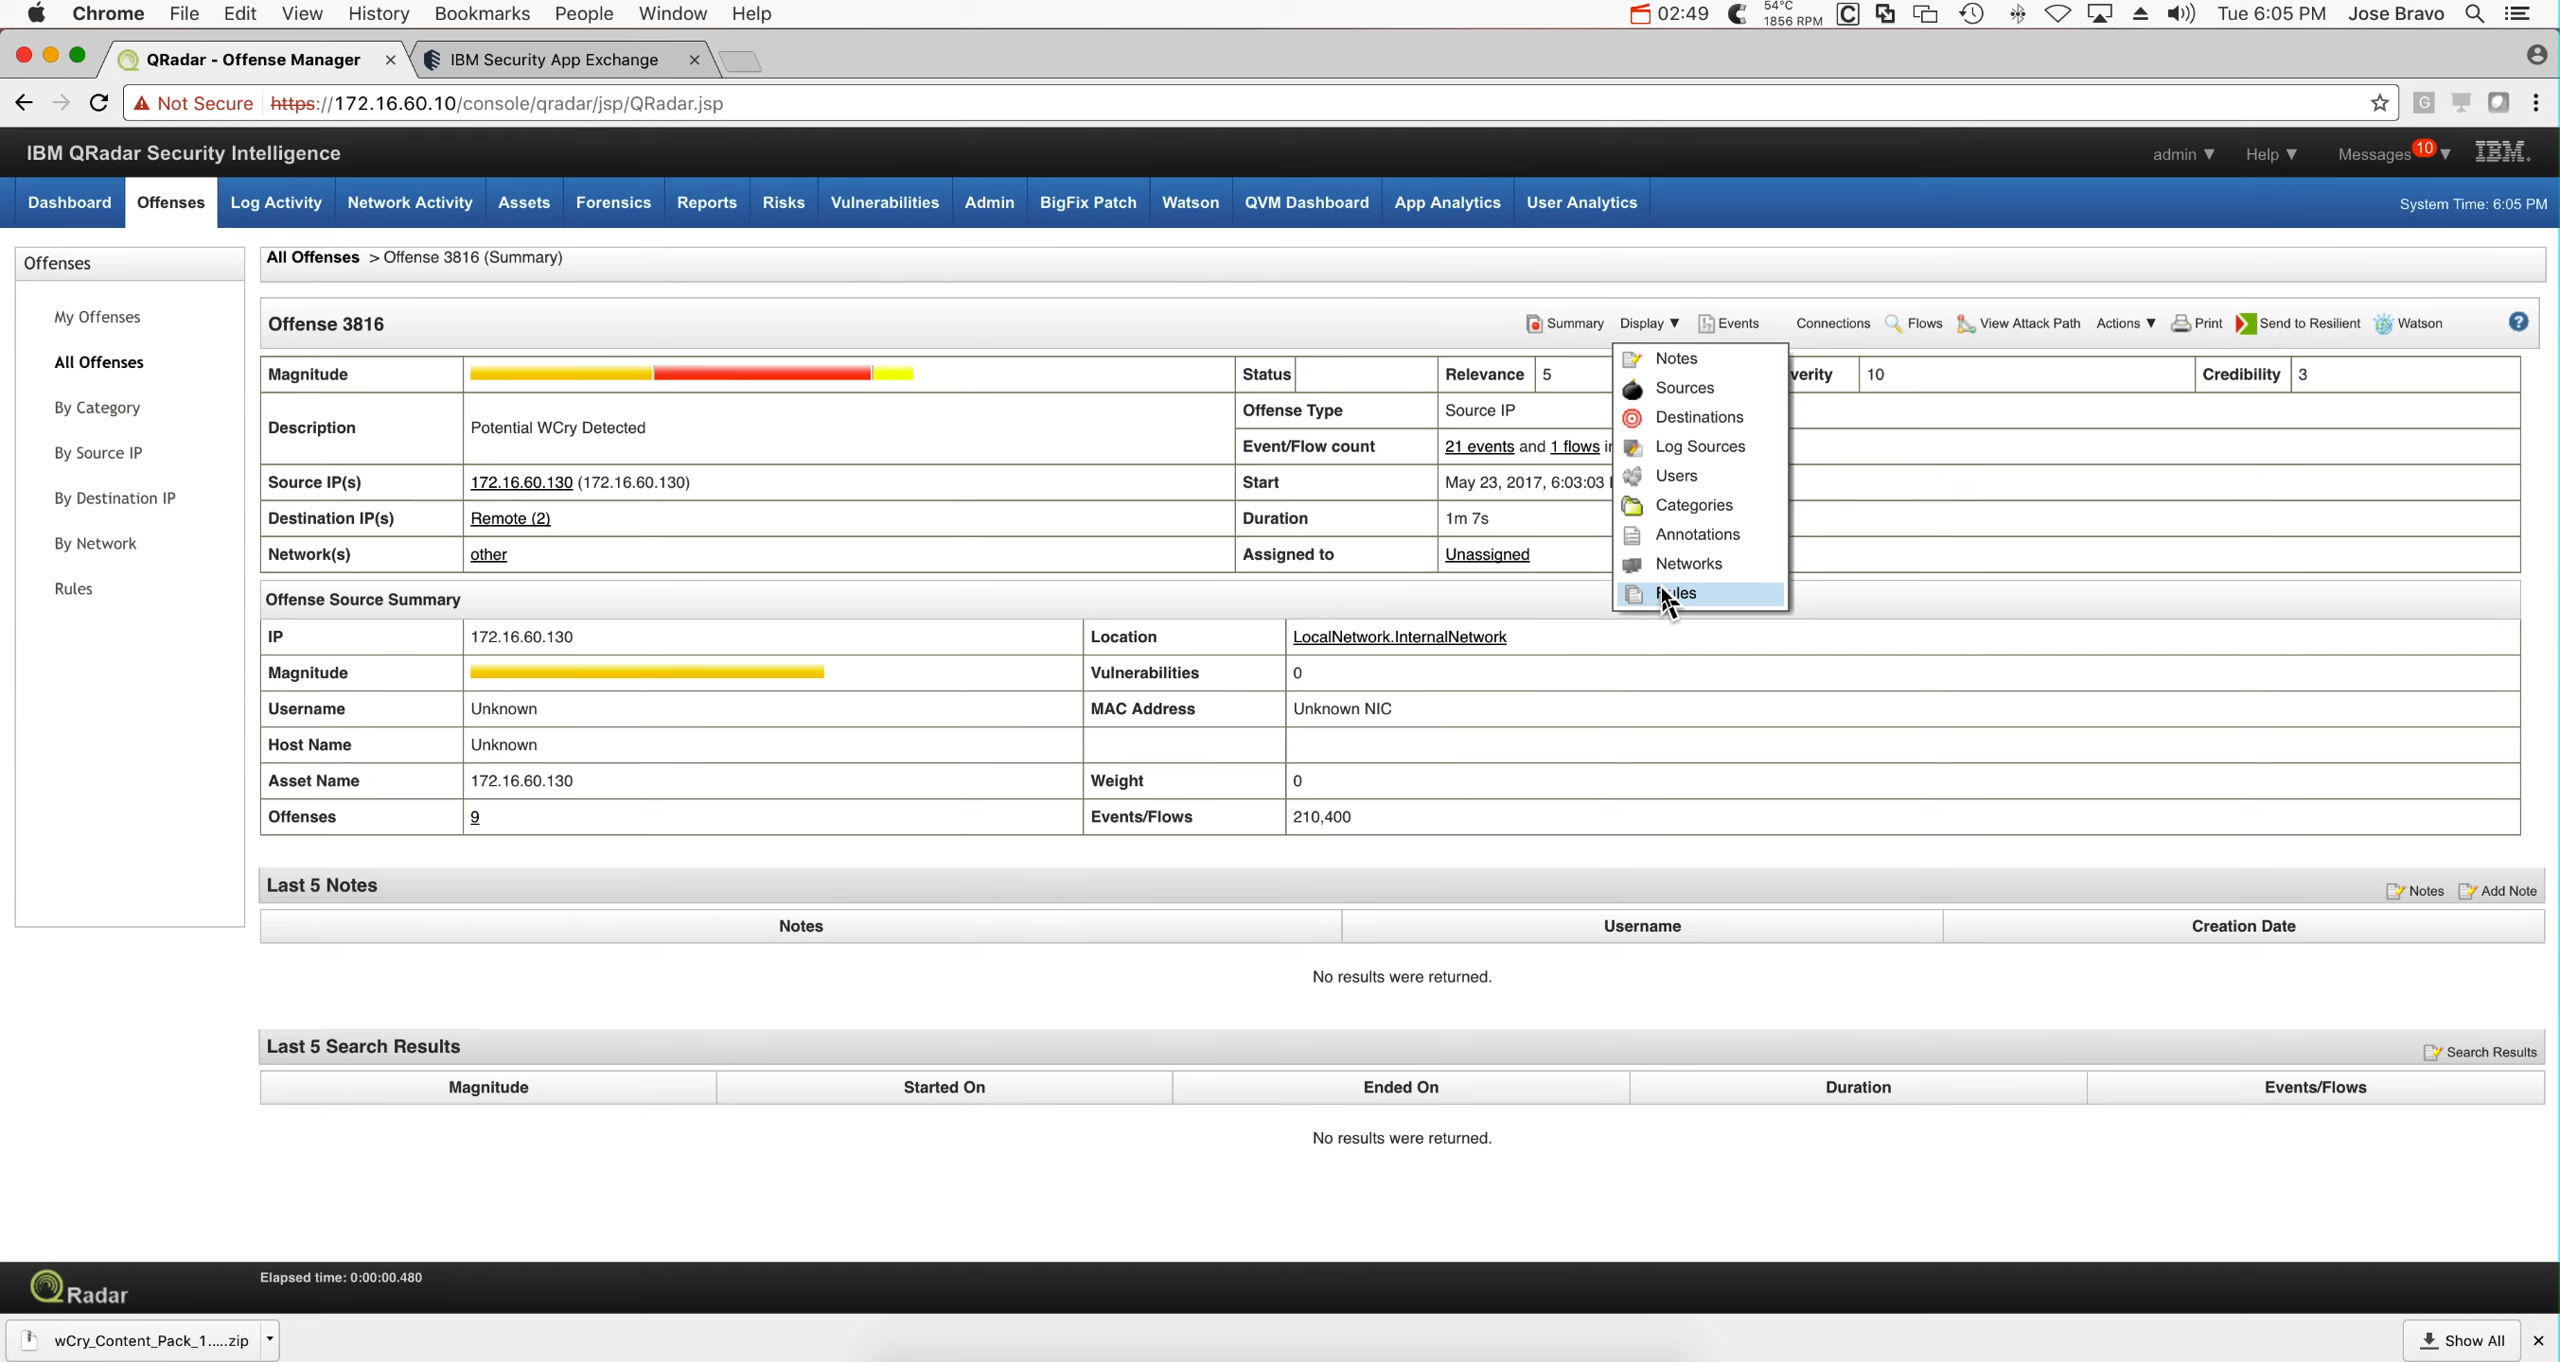 Chrome File Edit View History Bookmarks People Window Help 02:49 54°C 1856 RPM Tue 6:05 PM Jose Bravo
QRadar - Offense Manager IBM Security App Exchange
Not Secure https://172.16.60.10/console/qradar/jsp/QRadar.jsp
IBM QRadar Security Intelligence admin ▼ Help ▼ Messages 10 ▼ IBM.
Dashboard Offenses Log Activity Network Activity Assets Forensics Reports Risks Vulnerabilities Admin BigFix Patch Watson QVM Dashboard App Analytics User Analytics System Time: 6:05 PM
Offenses
My Offenses
All Offenses
By Category
By Source IP
By Destination IP
By Network
Rules
All Offenses > Offense 3816 (Summary)
Offense 3816 Summary Display ▼ Events Connections Flows View Attack Path Actions ▼ Print Send to Resilient Watson ?
Notes
Sources
Destinations
Log Sources
Users
Categories
Annotations
Networks
Magnitude Status Relevance 5 verity 10 Credibility 3
Description Potential WCry Detected Offense Type Source IP
Event/Flow count 21 events and 1 flows
Source IP(s) 172.16.60.130 (172.16.60.130) Start May 23, 2017, 6:03:03
Destination IP(s) Remote (2) Duration 1m 7s
Network(s) other Assigned to Unassigned
Offense Source Summary
IP 172.16.60.130 Location LocalNetwork.InternalNetwork
Magnitude Vulnerabilities 0
Username Unknown MAC Address Unknown NIC
Host Name Unknown
Asset Name 172.16.60.130 Weight 0
Offenses 9 Events/Flows 210,400
Last 5 Notes Notes Add Note
Notes Username Creation Date
No results were returned.
Last 5 Search Results Search Results
Magnitude Started On Ended On Duration Events/Flows
No results were returned.
QRadar Elapsed time: 0:00:00.480
wCry_Content_Pack_1.....zip Show All